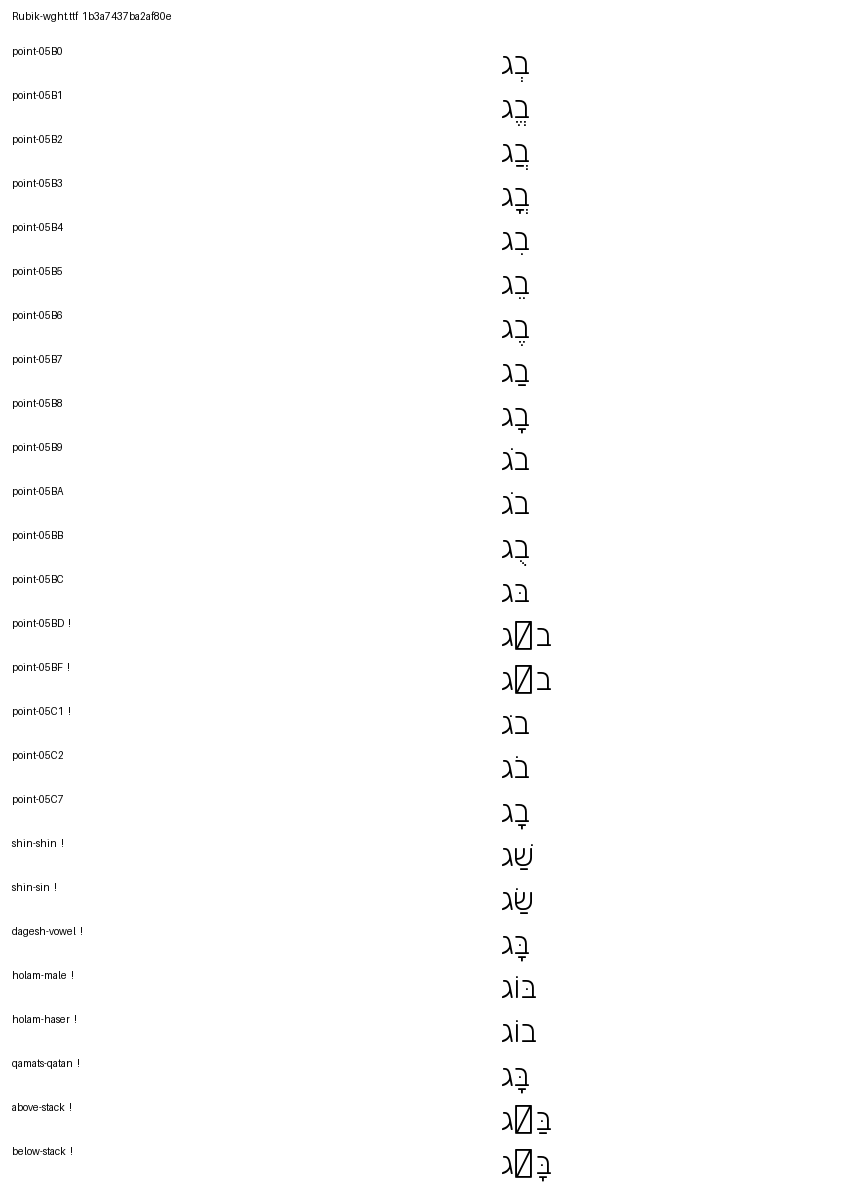 Rubik-wght.ttf 1b3a7437ba2af80e
point-05B0 בְג
point-05B1 בֱג
point-05B2 בֲג
point-05B3 בֳג
point-05B4 בִג
point-05B5 בֵג
point-05B6 בֶג
point-05B7 בַג
point-05B8 בָג
point-05B9 בֹג
point-05BA בֺג
point-05BB בֻג
point-05BC בּג
point-05BD ! בג
point-05BF ! בג
point-05C1 ! בׁג
point-05C2 בׂג
point-05C7 בׇג
shin-shin ! שַׁג
shin-sin ! שַׂג
dagesh-vowel ! בָּג
holam-male ! בּוֹג
holam-haser ! בוֹג
qamats-qatan ! בׇּג
above-stack ! בַּג
below-stack ! בָּג